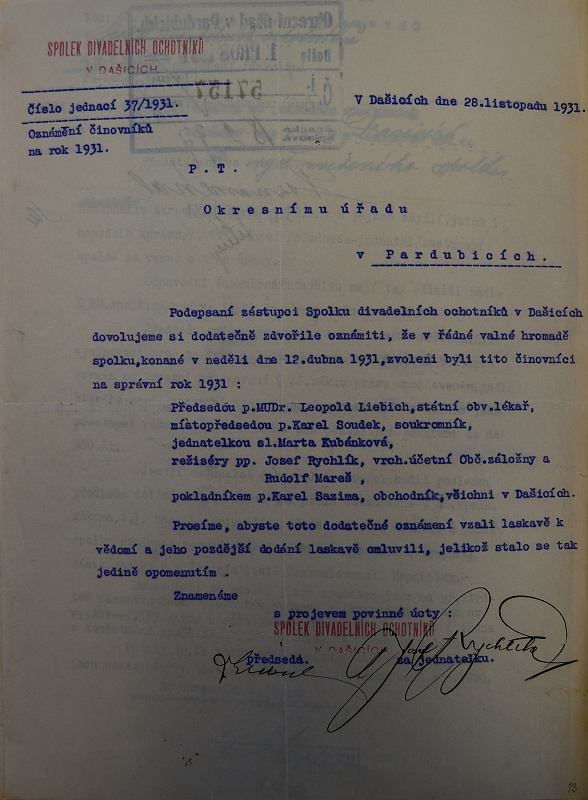 SPOLEK DIVADELNÍCH OCHOTNÍKŮ
V DAŠICÍCH.
Číslo jednací 37/1931.
V Dašicích dne 28.listopadu 1931.
Oznámění činovníků
na rok 1931.
P. T.
Okresnímu úřadu
v Pardubicích.
Podepsaní zástupci Spolku divadelních ochotníků v Dašicích
dovolujeme si dodatečně zdvořile oznámiti, že v řádné valné hromadě
spolku,konané v neděli dne 12.dubna 1931,zvoleni byli tito činovníci
na správní rok 1931 :
Předsedou p.MUDr. Leopold Liebich,státní obv.lékař,
místopředsedou p.Karel Soudek, soukromník,
jednatelkou sl.Marta Kubánková,
režiséry pp. Josef Rychlík, vrch.účetní Obč.záložny a
Rudolf Mareš ,
pokladníkem p.Karel Sazima, obchodník,všichni v Dašicích.
Prosíme, abyste toto dodatečné oznámení vzali laskavě k
vědomí a jeho pozdější dodání laskavě omluvili, jelikož stalo se tak
jedině opomenutím .
Znamenáme
s projevem povinné úcty :
SPOLEK DIVADELNÍCH OCHOTNÍKŮ
V DAŠICÍCH.
předseda. za jednatelku.
13